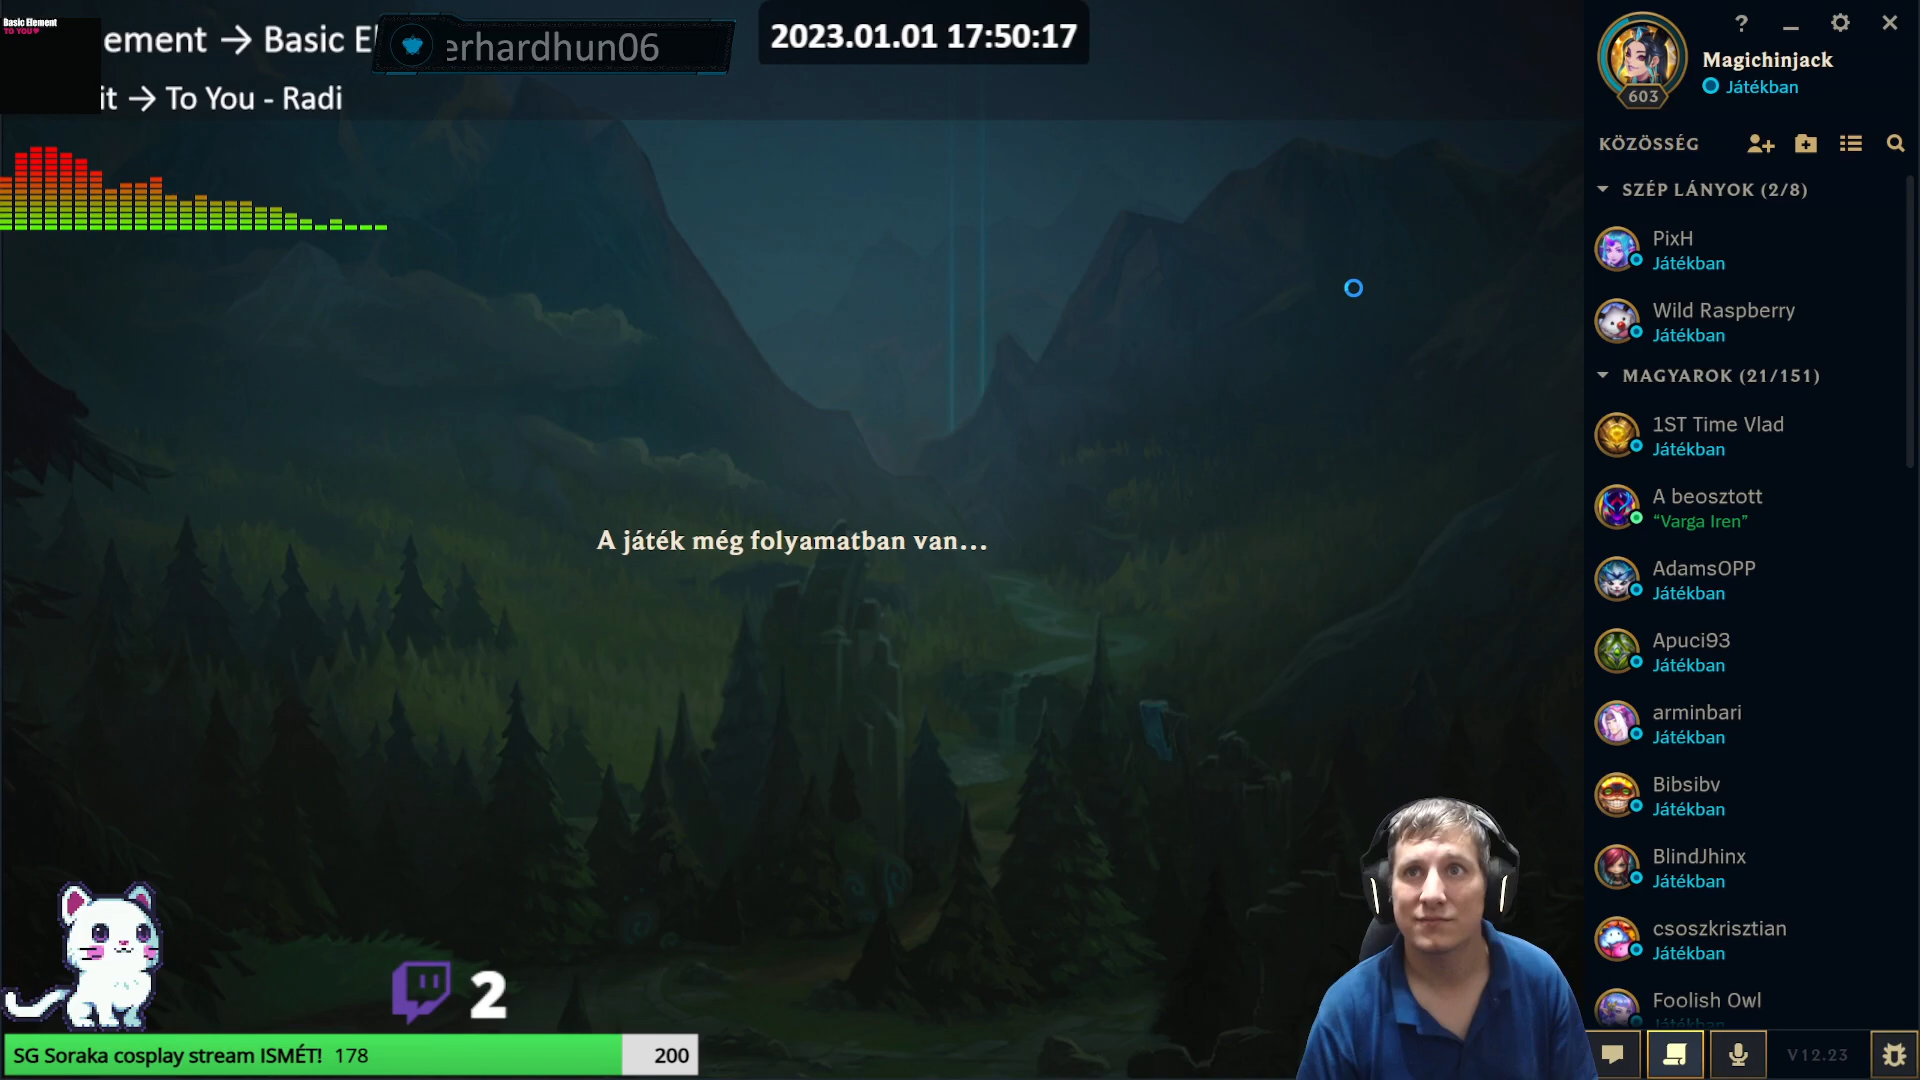 Basic Element
TO YOU
ement → Basic El
erhardhun06
2023.01.01 17:50:17
it → To You - Radi
Magichinjack
Játékban
603
KÖZÖSSÉG
SZÉP LÁNYOK (2/8)
PixH
Játékban
Wild Raspberry
Játékban
MAGYAROK (21/151)
1ST Time Vlad
Játékban
A beosztott
“Varga Iren”
AdamsOPP
Játékban
Apuci93
Játékban
arminbari
Játékban
Bibsibv
Játékban
BlindJhinx
Játékban
csoszkrisztian
Játékban
Foolish Owl
Játékban
A játék még folyamatban van...
2
SG Soraka cosplay stream ISMÉT! 178
200
V12.23